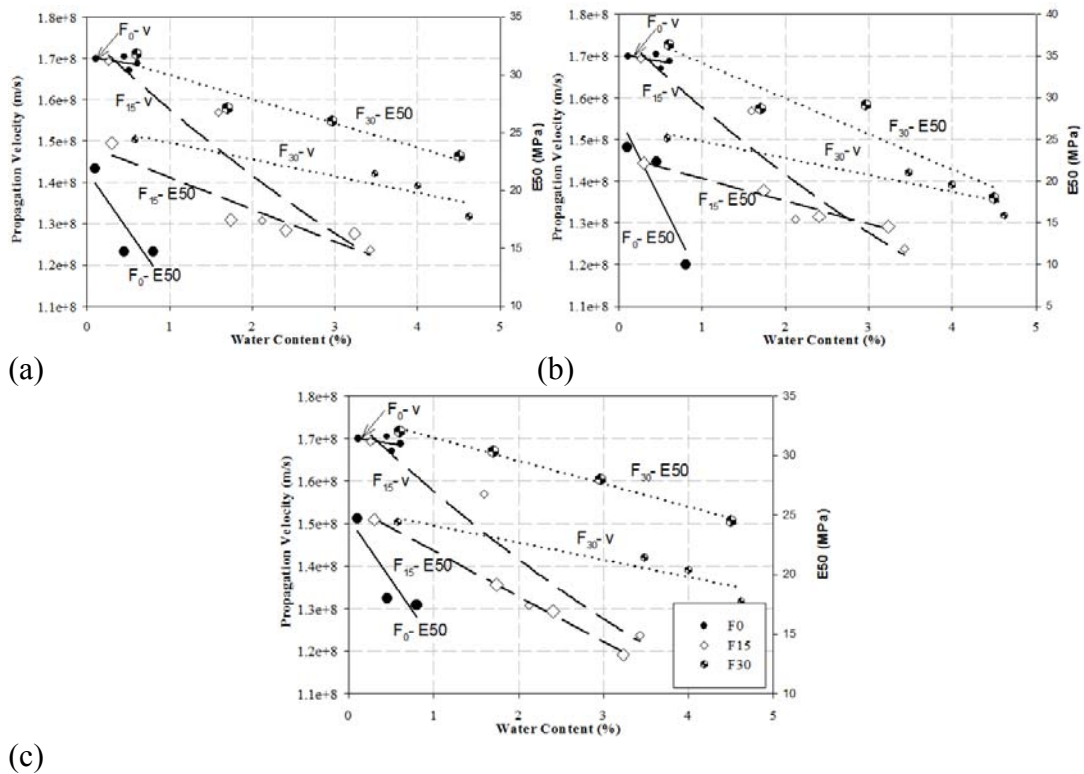 1.8e+8
1.7e+8
1.6e+8
1.5e+8
1.4e+8
1.3e+8
1.2e+8
1.1e+8
Propagation Velocity (m/s)
F0- v
F15- v
F30- E50
F30- v
F15- E50
F0- E50
35
30
25
20
15
10
E50 (MPa)
0 1 2 3 4 5
Water Content (%)
(a)
1.8e+8
1.7e+8
1.6e+8
1.5e+8
1.4e+8
1.3e+8
1.2e+8
1.1e+8
Propagation Velocity (m/s)
F0- v
F15- v
F30- E50
F30- v
F15- E50
F0- E50
40
35
30
25
20
15
10
5
E50 (MPa)
0 1 2 3 4 5
Water Content (%)
(b)
1.8e+8
1.7e+8
1.6e+8
1.5e+8
1.4e+8
1.3e+8
1.2e+8
1.1e+8
Propagation Velocity (m/s)
F0- v
F15- v
F30- E50
F30- v
F15- E50
F0- E50
35
30
25
20
15
10
E50 (MPa)
F0
F15
F30
0 1 2 3 4 5
Water Content (%)
(c)